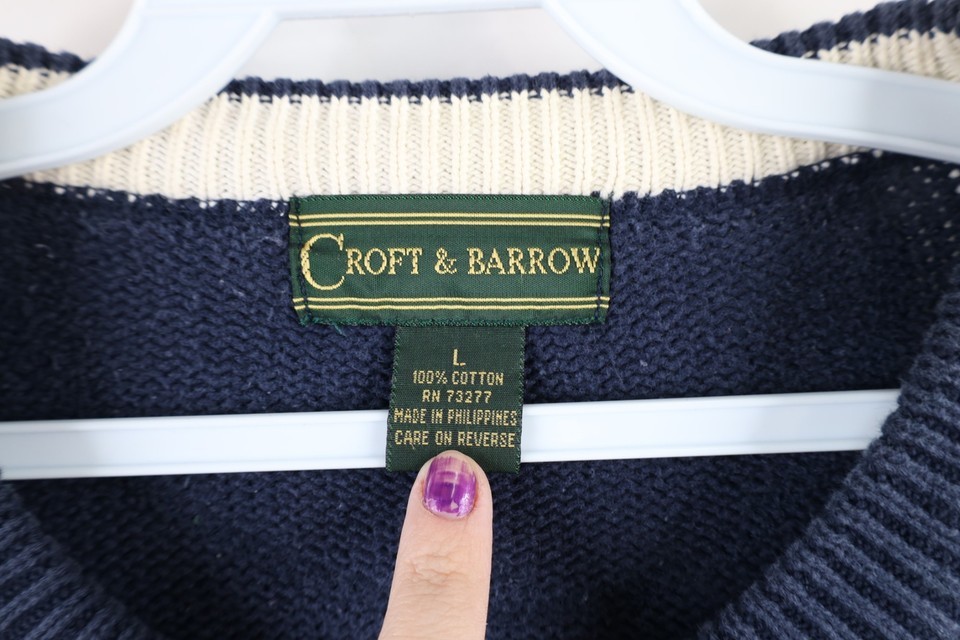 CROFT & BARROW
L
100% COTTON
RN 73277
MADE IN PHILIPPINES
CARE ON REVERSE